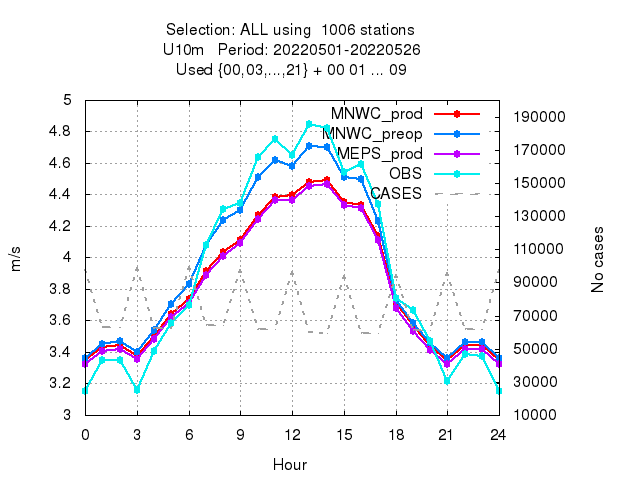 Selection: ALL using  1006 stations
U10m   Period: 20220501-20220526
Used {00,03,...,21} + 00 01 ... 09
MNWC_prod
MNWC_preop
MEPS_prod
OBS
CASES
5
4.8
4.6
4.4
4.2
4
3.8
3.6
3.4
3.2
3
m/s
190000
170000
150000
130000
110000
90000
70000
50000
30000
10000
No cases
0 3 6 9 12 15 18 21 24
Hour